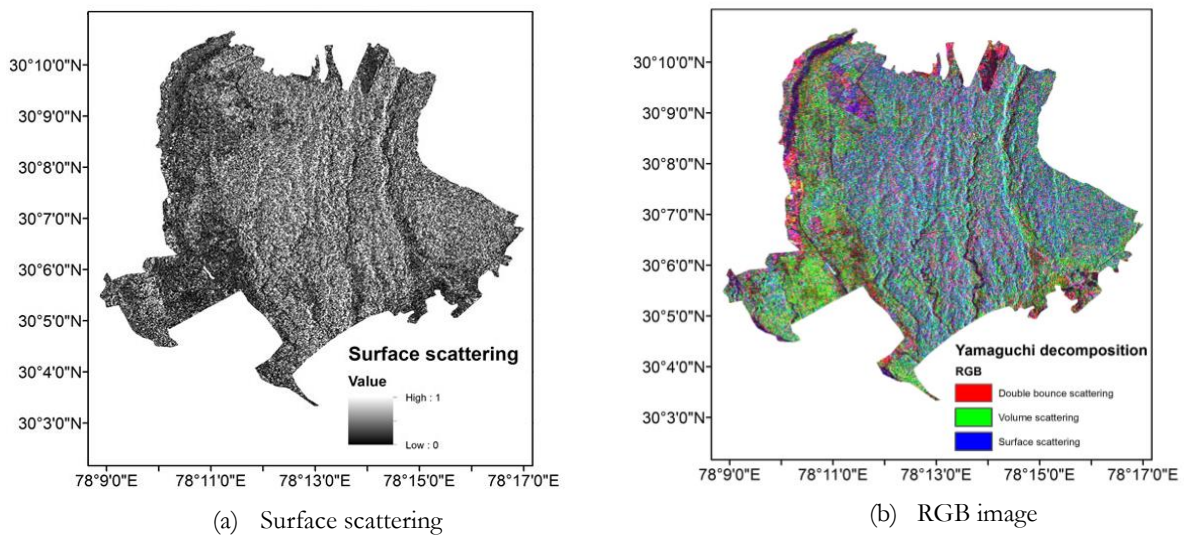 30°10'0"N
30°9'0"N
30°8'0"N
30°7'0"N
30°6'0"N
30°5'0"N
30°4'0"N
30°3'0"N
Surface scattering
Value
High : 1
Low : 0
78°9'0"E 78°11'0"E 78°13'0"E 78°15'0"E 78°17'0"E
(a) Surface scattering
30°10'0"N
30°9'0"N
30°8'0"N
30°7'0"N
30°6'0"N
30°5'0"N
30°4'0"N
30°3'0"N
Yamaguchi decomposition
RGB
Double bounce scattering
Volume scattering
Surface scattering
78°9'0"E 78°11'0"E 78°13'0"E 78°15'0"E 78°17'0"E
(b) RGB image